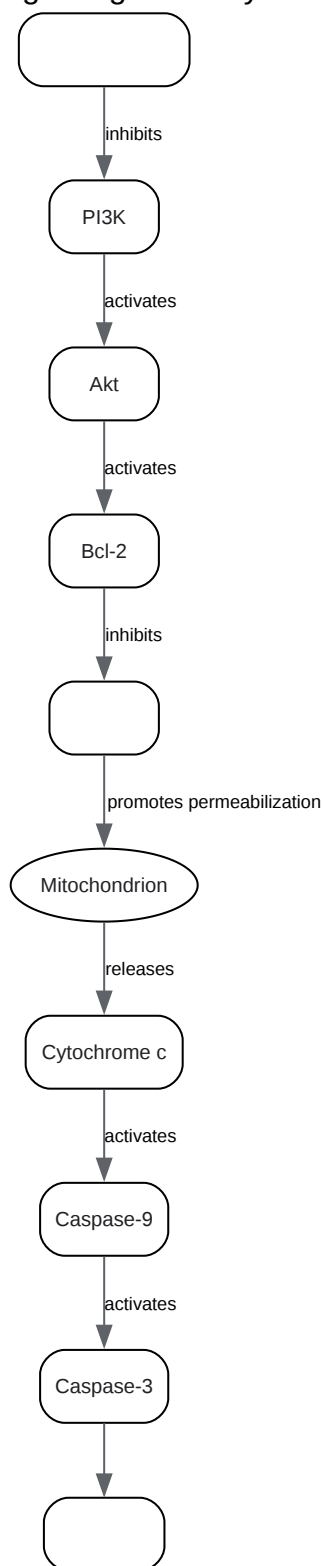 inhibits
PI3K
activates
Akt
activates
Bcl-2
inhibits
promotes permeabilization
Mitochondrion
releases
Cytochrome c
activates
Caspase-9
activates
Caspase-3